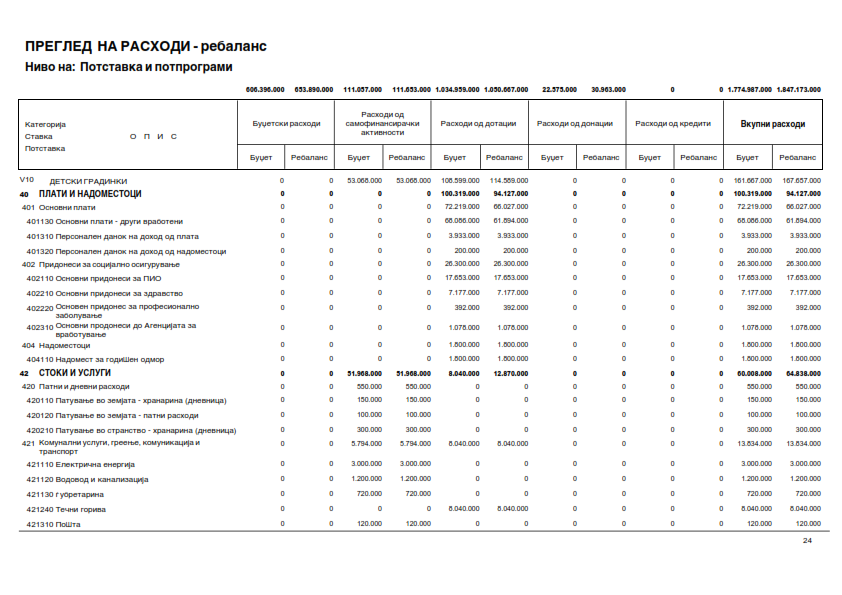 ПРЕГЛЕД НА РАСХОДИ - ребаланс
Ниво на: Потставка и потпрограми
606.396.000 653.890.000 111.057.000 111.653.000 1.034.959.000 1.050.667.000 22.575.000 30.963.000 0 0 1.774.987.000 1.847.173.000
Категорија
Ставка О П И С
Потставка
Буџетски расходи
Расходи од самофинансирачки активности
Расходи од дотации
Расходи од донации
Расходи од кредити
Вкупни расходи
Буџет Ребаланс Буџет Ребаланс Буџет Ребаланс Буџет Ребаланс Буџет Ребаланс Буџет Ребаланс
V10 ДЕТСКИ ГРАДИНКИ 0 0 53.068.000 53.068.000 108.599.000 114.589.000 0 0 0 0 161.667.000 167.657.000
40 ПЛАТИ И НАДОМЕСТОЦИ 0 0 0 0 100.319.000 94.127.000 0 0 0 0 100.319.000 94.127.000
401 Основни плати 0 0 0 0 72.219.000 66.027.000 0 0 0 0 72.219.000 66.027.000
401130 Основни плати - други вработени 0 0 0 0 68.086.000 61.894.000 0 0 0 0 68.086.000 61.894.000
401310 Персонален данок на доход од плата 0 0 0 0 3.933.000 3.933.000 0 0 0 0 3.933.000 3.933.000
401320 Персонален данок на доход од надоместоци 0 0 0 0 200.000 200.000 0 0 0 0 200.000 200.000
402 Придонеси за социјално осигурување 0 0 0 0 26.300.000 26.300.000 0 0 0 0 26.300.000 26.300.000
402110 Основни придонеси за ПИО 0 0 0 0 17.653.000 17.653.000 0 0 0 0 17.653.000 17.653.000
402210 Основни придонеси за здравство 0 0 0 0 7.177.000 7.177.000 0 0 0 0 7.177.000 7.177.000
402220 Основен придонес за професионално заболување 0 0 0 0 392.000 392.000 0 0 0 0 392.000 392.000
402310 Основни продонеси до Агенцијата за вработување 0 0 0 0 1.078.000 1.078.000 0 0 0 0 1.078.000 1.078.000
404 Надоместоци 0 0 0 0 1.800.000 1.800.000 0 0 0 0 1.800.000 1.800.000
404110 Надомест за годиШен одмор 0 0 0 0 1.800.000 1.800.000 0 0 0 0 1.800.000 1.800.000
42 СТОКИ И УСЛУГИ 0 0 51.968.000 51.968.000 8.040.000 12.870.000 0 0 0 0 60.008.000 64.838.000
420 Патни и дневни расходи 0 0 550.000 550.000 0 0 0 0 0 0 550.000 550.000
420110 Патување во земјата - хранарина (дневница) 0 0 150.000 150.000 0 0 0 0 0 0 150.000 150.000
420120 Патување во земјата - патни расходи 0 0 100.000 100.000 0 0 0 0 0 0 100.000 100.000
420210 Патување во странство - хранарина (дневница) 0 0 300.000 300.000 0 0 0 0 0 0 300.000 300.000
421 Комунални услуги, греење, комуникација и транспорт 0 0 5.794.000 5.794.000 8.040.000 8.040.000 0 0 0 0 13.834.000 13.834.000
421110 Електрична енергија 0 0 3.000.000 3.000.000 0 0 0 0 0 0 3.000.000 3.000.000
421120 Водовод и канализација 0 0 1.200.000 1.200.000 0 0 0 0 0 0 1.200.000 1.200.000
421130 ѓубретарина 0 0 720.000 720.000 0 0 0 0 0 0 720.000 720.000
421240 Течни горива 0 0 0 0 8.040.000 8.040.000 0 0 0 0 8.040.000 8.040.000
421310 ПоШта 0 0 120.000 120.000 0 0 0 0 0 0 120.000 120.000
24